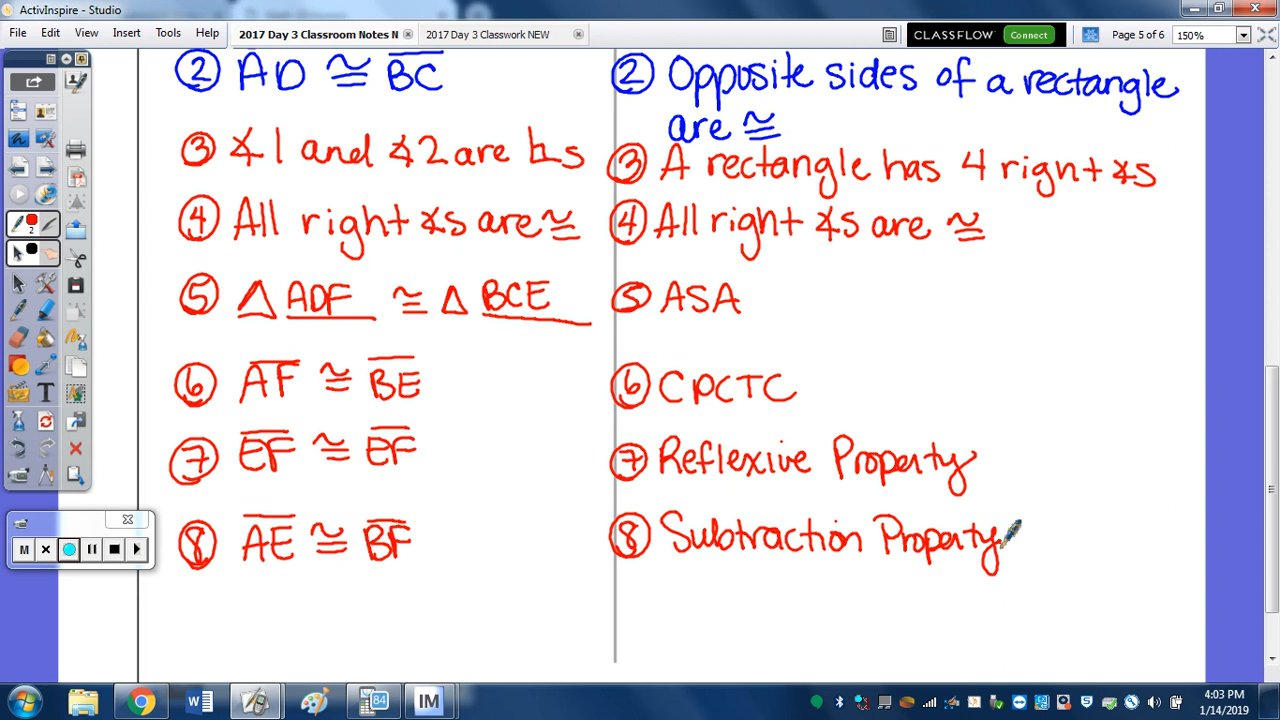 ActivInspire - Studio
File Edit View Insert Tools Help
2017 Day 3 Classroom Notes N
2017 Day 3 Classwork NEW
CLASSFLOW Connect
Page 5 of 6
150%
② AD ≅ BC
② Opposite sides of a rectangle
are ≅
③ ∡1 and ∡2 are ∟s
③ A rectangle has 4 right ∡s
④ All right ∡s are ≅
④ All right ∡s are ≅
⑤ △ ADF ≅ △ BCE
⑤ ASA
⑥ AF ≅ BE
⑥ CPCTC
⑦ EF ≅ EF
⑦ Reflexive Property
⑧ AE ≅ BF
⑧ Subtraction Property
2
M
84
IM
4:03 PM
1/14/2019